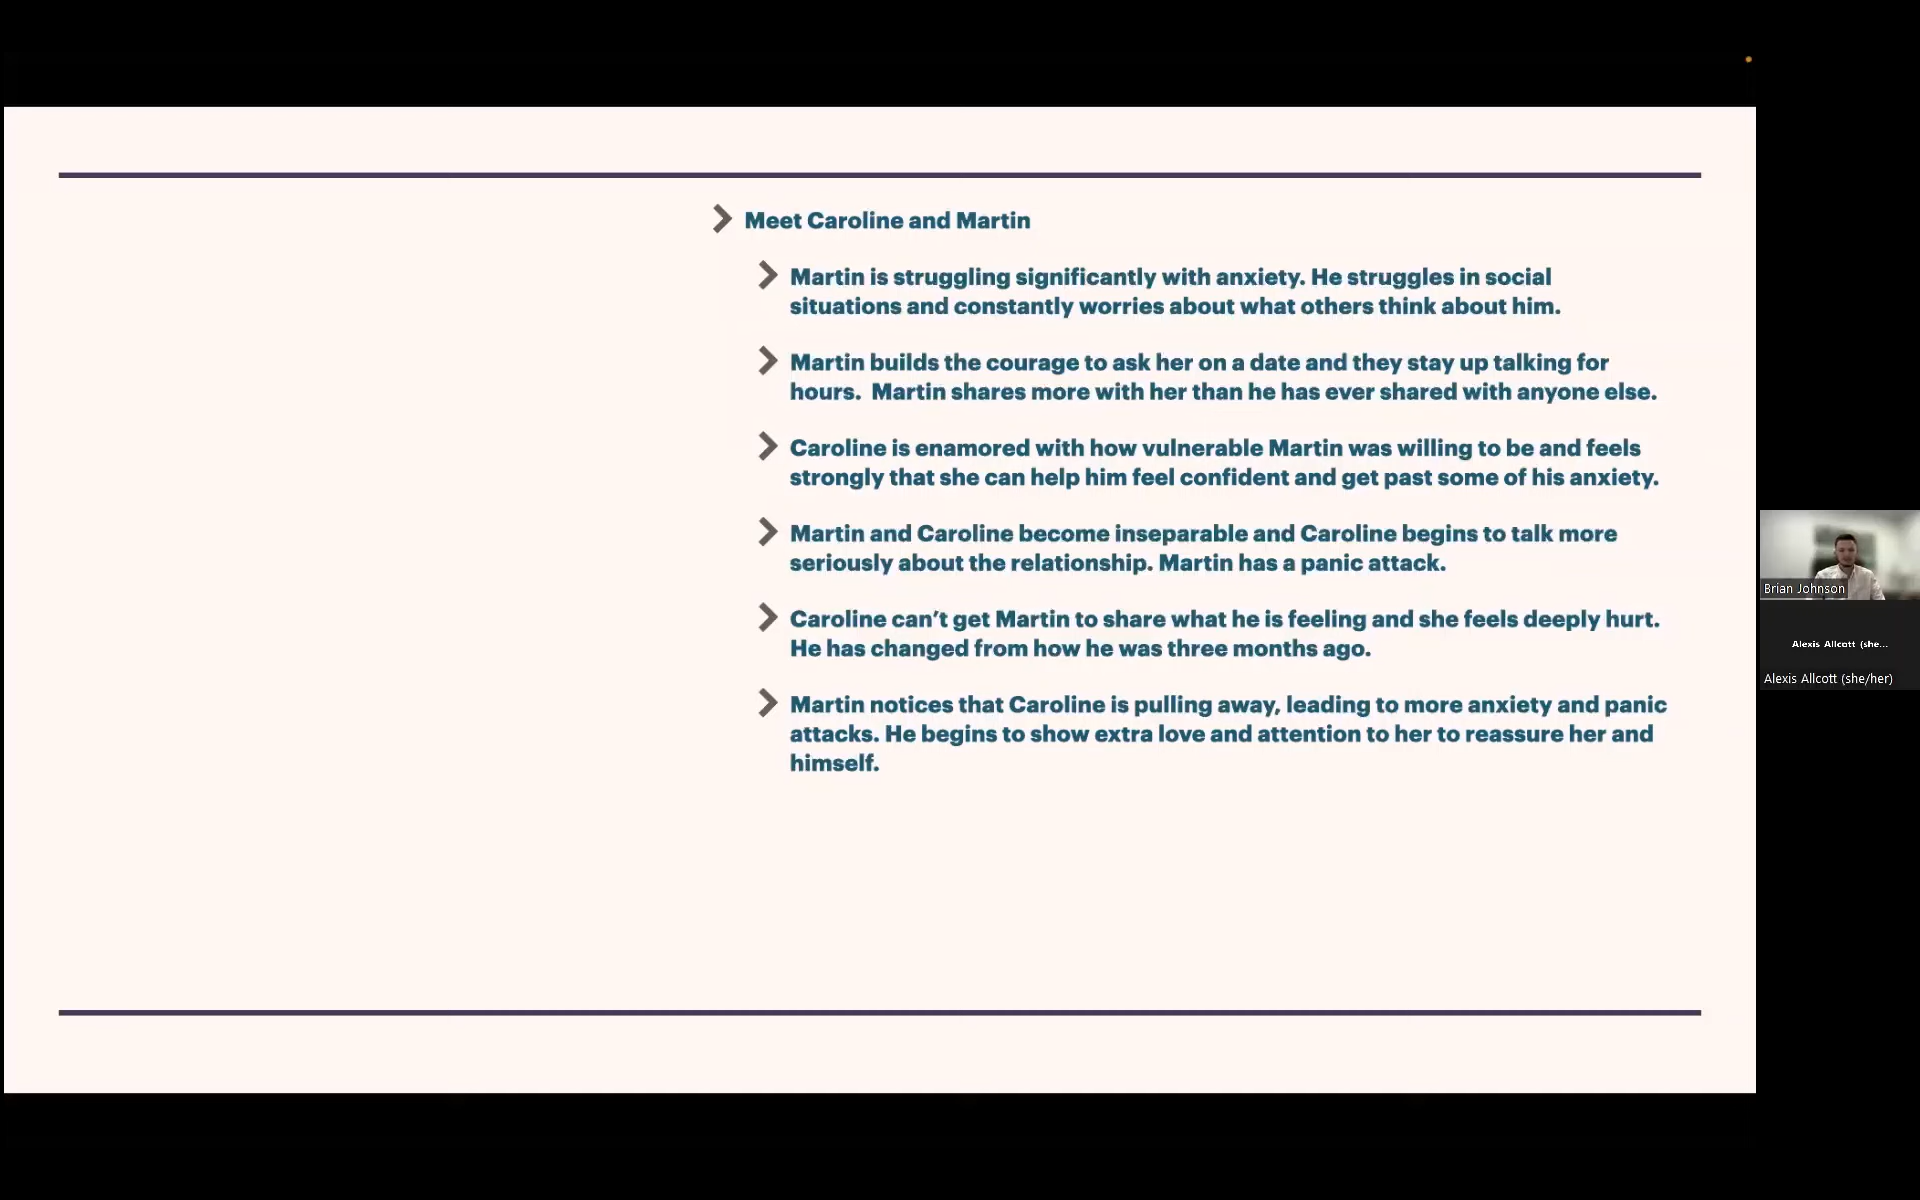 Meet Caroline and Martin
Martin is struggling significantly with anxiety. He struggles in social
situations and constantly worries about what others think about him.
Martin builds the courage to ask her on a date and they stay up talking for
hours.  Martin shares more with her than he has ever shared with anyone else.
Caroline is enamored with how vulnerable Martin was willing to be and feels
strongly that she can help him feel confident and get past some of his anxiety.
Martin and Caroline become inseparable and Caroline begins to talk more
seriously about the relationship. Martin has a panic attack.
Caroline can’t get Martin to share what he is feeling and she feels deeply hurt.
He has changed from how he was three months ago.
Martin notices that Caroline is pulling away, leading to more anxiety and panic
attacks. He begins to show extra love and attention to her to reassure her and
himself.
Brian Johnson
Alexis Allcott (she...
Alexis Allcott (she/her)